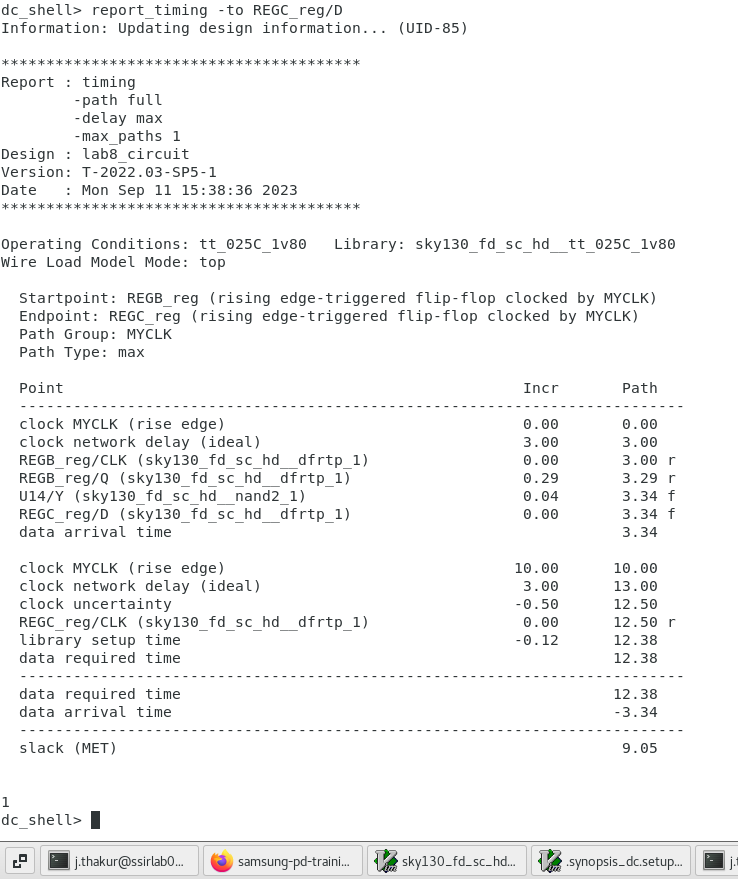 dc_shell> report_timing -to REGC_reg/D
Information: Updating design information... (UID-85)
****************************************
Report : timing
        -path full
        -delay max
        -max_paths 1
Design : lab8_circuit
Version: T-2022.03-SP5-1
Date   : Mon Sep 11 15:38:36 2023
****************************************
Operating Conditions: tt_025C_1v80   Library: sky130_fd_sc_hd__tt_025C_1v80
Wire Load Model Mode: top
  Startpoint: REGB_reg (rising edge-triggered flip-flop clocked by MYCLK)
  Endpoint: REGC_reg (rising edge-triggered flip-flop clocked by MYCLK)
  Path Group: MYCLK
  Path Type: max
  Point                                                   Incr       Path
  --------------------------------------------------------------------------
  clock MYCLK (rise edge)                                 0.00       0.00
  clock network delay (ideal)                             3.00       3.00
  REGB_reg/CLK (sky130_fd_sc_hd__dfrtp_1)                 0.00       3.00 r
  REGB_reg/Q (sky130_fd_sc_hd__dfrtp_1)                   0.29       3.29 r
  U14/Y (sky130_fd_sc_hd__nand2_1)                        0.04       3.34 f
  REGC_reg/D (sky130_fd_sc_hd__dfrtp_1)                   0.00       3.34 f
  data arrival time                                                  3.34
  clock MYCLK (rise edge)                                10.00      10.00
  clock network delay (ideal)                             3.00      13.00
  clock uncertainty                                      -0.50      12.50
  REGC_reg/CLK (sky130_fd_sc_hd__dfrtp_1)                 0.00      12.50 r
  library setup time                                     -0.12      12.38
  data required time                                                12.38
  --------------------------------------------------------------------------
  data required time                                                12.38
  data arrival time                                                 -3.34
  --------------------------------------------------------------------------
  slack (MET)                                                        9.05
1
dc_shell>
j.thakur@ssirlab0... samsung-pd-traini... sky130_fd_sc_hd... .synopsis_dc.setup... j.t